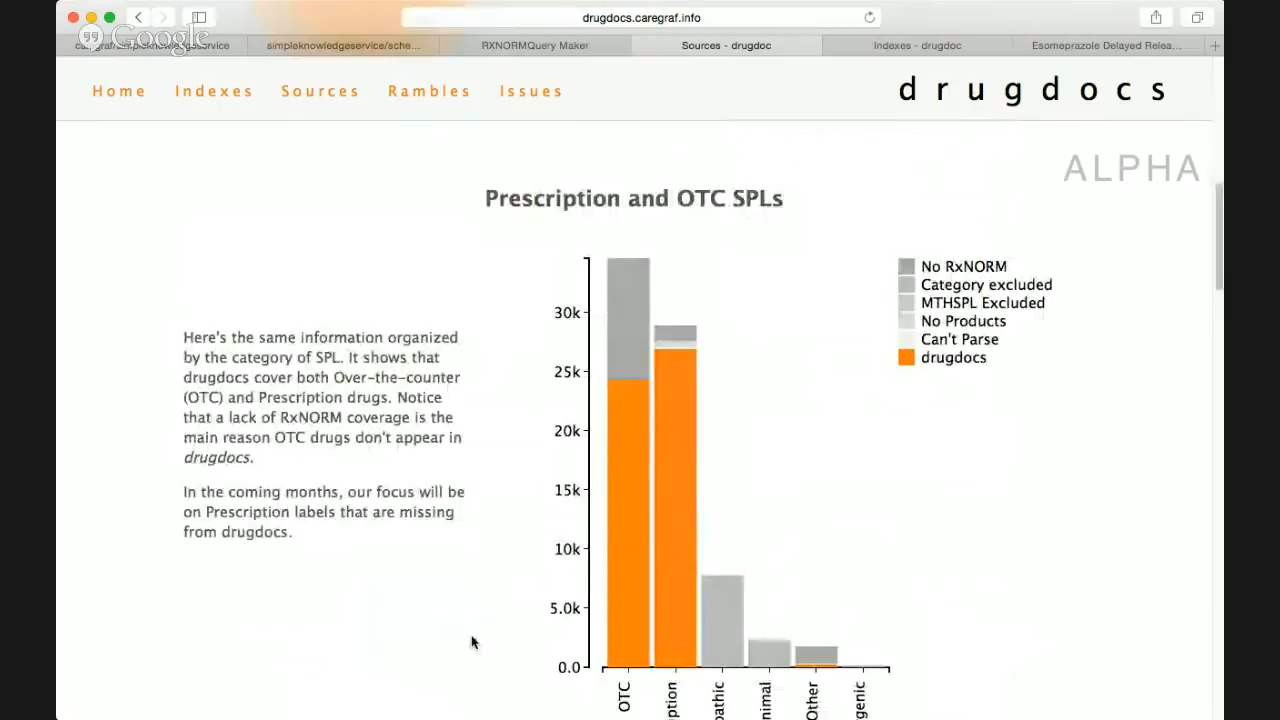 Google
drugdocs.caregraf.info
simpleknowledgeservice/sche...
RXNORMQuery Maker
Sources - drugdoc
Indexes - drugdoc
Esomeprazole Delayed Relea...
Home Indexes Sources Rambles Issues
drugdocs
ALPHA
Prescription and OTC SPLs
Here's the same information organized
by the category of SPL. It shows that
drugdocs cover both Over-the-counter
(OTC) and Prescription drugs. Notice
that a lack of RxNORM coverage is the
main reason OTC drugs don't appear in
drugdocs.
In the coming months, our focus will be
on Prescription labels that are missing
from drugdocs.
30k
25k
20k
15k
10k
5.0k
0.0
OTC
ption
pathic
nimal
Other
genic
No RxNORM
Category excluded
MTHSPL Excluded
No Products
Can't Parse
drugdocs